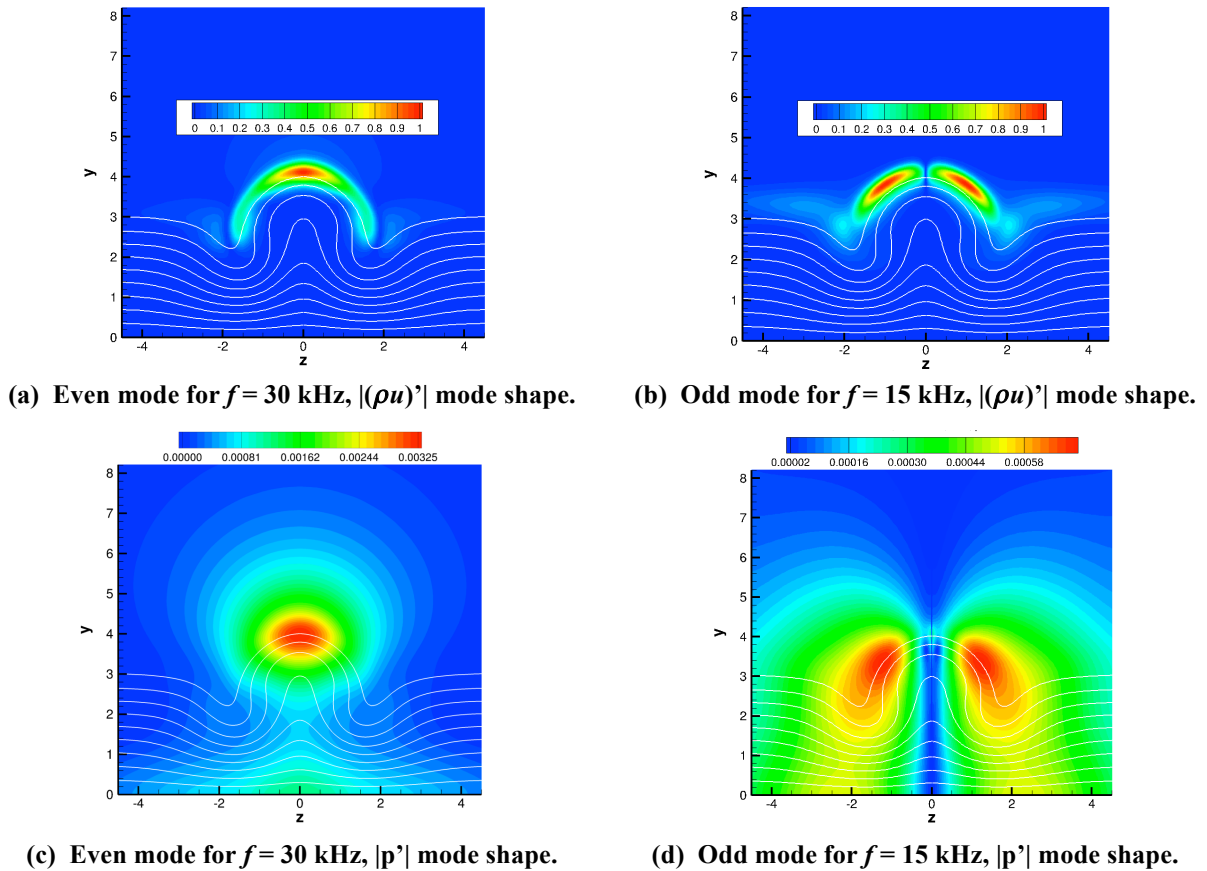 8
7
6
5
4
3
2
1
0
y
0 0.1 0.2 0.3 0.4 0.5 0.6 0.7 0.8 0.9 1
-4 -2 0 2 4
z
(a) Even mode for f = 30 kHz, |(ρu)’| mode shape.
8
7
6
5
4
3
2
1
0
y
0 0.1 0.2 0.3 0.4 0.5 0.6 0.7 0.8 0.9 1
-4 -2 0 2 4
z
(b) Odd mode for f = 15 kHz, |(ρu)’| mode shape.
0.00000 0.00081 0.00162 0.00244 0.00325
8
7
6
5
4
3
2
1
0
y
-4 -2 0 2 4
z
(c) Even mode for f = 30 kHz, |p’| mode shape.
0.00002 0.00016 0.00030 0.00044 0.00058
8
7
6
5
4
3
2
1
0
y
-4 -2 0 2 4
z
(d) Odd mode for f = 15 kHz, |p’| mode shape.